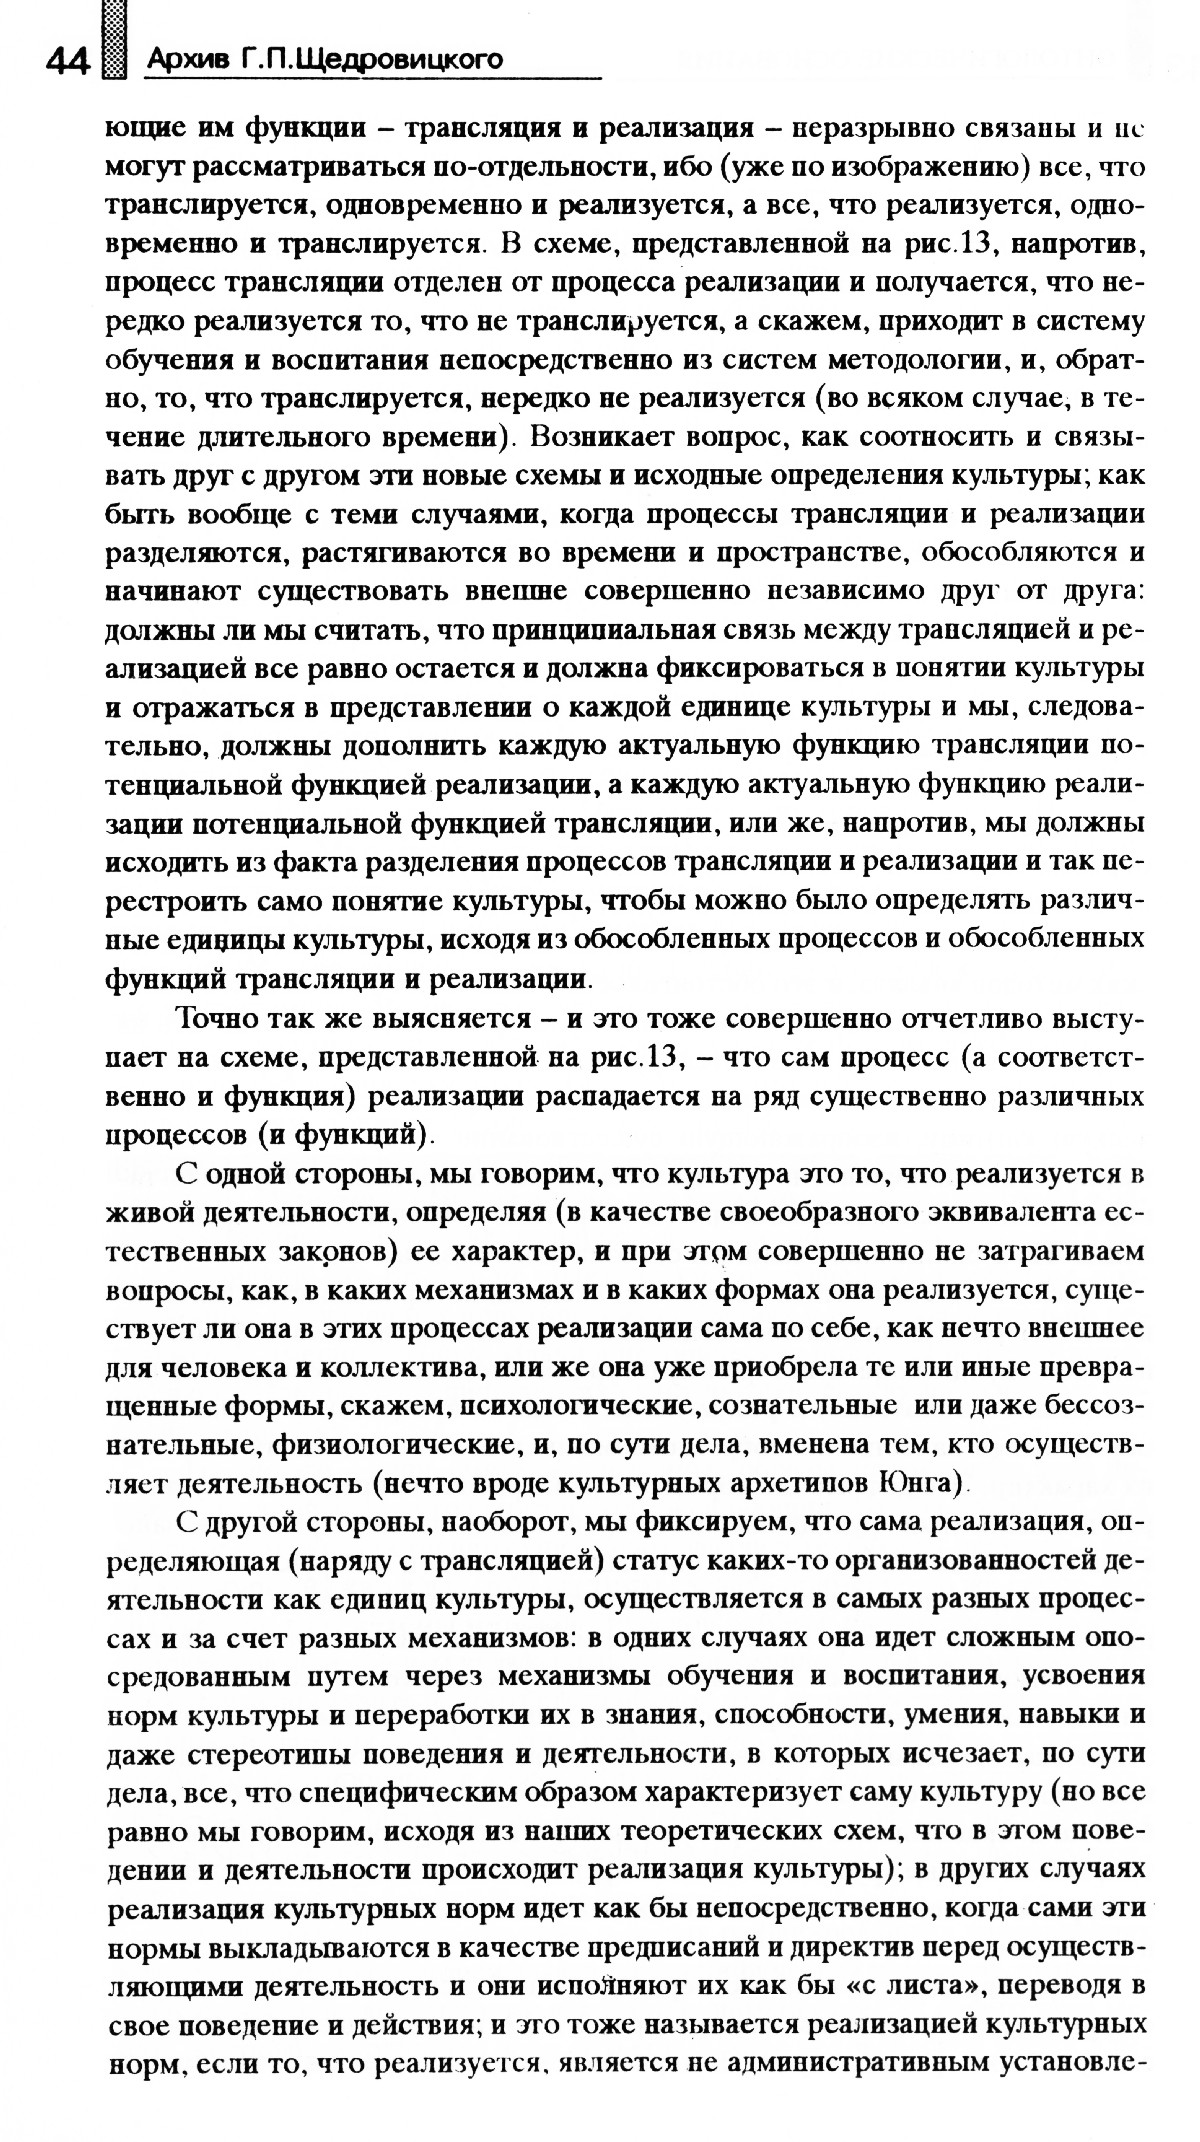 44 Архив Г.П.Щедровицкого
ющие им функции – трансляция и реализация – неразрывно связаны и не
могут рассматриваться по-отдельности, ибо (уже по изображению) все, что
транслируется, одновременно и реализуется, а все, что реализуется, одно-
временно и транслируется. В схеме, представленной на рис.13, напротив,
процесс трансляции отделен от процесса реализации и получается, что не-
редко реализуется то, что не транслируется, а скажем, приходит в систему
обучения и воспитания непосредственно из систем методологии, и, обрат-
но, то, что транслируется, нередко не реализуется (во всяком случае, в те-
чение длительного времени). Возникает вопрос, как соотносить и связы-
вать друг с другом эти новые схемы и исходные определения культуры; как
быть вообще с теми случаями, когда процессы трансляции и реализации
разделяются, растягиваются во времени и пространстве, обособляются и
начинают существовать внешне совершенно независимо друг от друга:
должны ли мы считать, что принципиальная связь между трансляцией и ре-
ализацией все равно остается и должна фиксироваться в понятии культуры
и отражаться в представлении о каждой единице культуры и мы, следова-
тельно, должны дополнить каждую актуальную функцию трансляции по-
тенциальной функцией реализации, а каждую актуальную функцию реали-
зации потенциальной функцией трансляции, или же, напротив, мы должны
исходить из факта разделения процессов трансляции и реализации и так пе-
рестроить само понятие культуры, чтобы можно было определять различ-
ные единицы культуры, исходя из обособленных процессов и обособленных
функций трансляции и реализации.
Точно так же выясняется – и это тоже совершенно отчетливо высту-
пает на схеме, представленной на рис.13, – что сам процесс (а соответст-
венно и функция) реализации распадается на ряд существенно различных
процессов (и функций).
С одной стороны, мы говорим, что культура это то, что реализуется в
живой деятельности, определяя (в качестве своеобразного эквивалента ес-
тественных законов) ее характер, и при этом совершенно не затрагиваем
вопросы, как, в каких механизмах и в каких формах она реализуется, суще-
ствует ли она в этих процессах реализации сама по себе, как нечто внешнее
для человека и коллектива, или же она уже приобрела те или иные превра-
щенные формы, скажем, психологические, сознательные или даже бессоз-
нательные, физиологические, и, по сути дела, вменена тем, кто осуществ-
ляет деятельность (нечто вроде культурных архетипов Юнга).
С другой стороны, наоборот, мы фиксируем, что сама реализация, оп-
ределяющая (наряду с трансляцией) статус каких-то организованностей де-
ятельности как единиц культуры, осуществляется в самых разных процес-
сах и за счет разных механизмов: в одних случаях она идет сложным опо-
средованным путем через механизмы обучения и воспитания, усвоения
норм культуры и переработки их в знания, способности, умения, навыки и
даже стереотипы поведения и деятельности, в которых исчезает, по сути
дела, все, что специфическим образом характеризует саму культуру (но все
равно мы говорим, исходя из наших теоретических схем, что в этом пове-
дении и деятельности происходит реализация культуры); в других случаях
реализация культурных норм идет как бы непосредственно, когда сами эти
нормы выкладываются в качестве предписаний и директив перед осуществ-
ляющими деятельность и они исполняют их как бы «с листа», переводя в
свое поведение и действия; и это тоже называется реализацией культурных
норм, если то, что реализуется, является не административным установле-